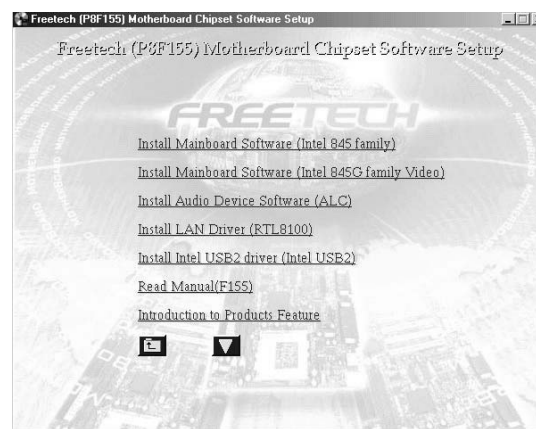 Freetech (P8F155) Motherboard Chipset Software Setup
Freetech (P8F155) Motherboard Chipset Software Setup
FREETECH
Install Mainboard Software (Intel 845 family)
Install Mainboard Software (Intel 845G family Video)
Install Audio Device Software (ALC)
Install LAN Driver (RTL8100)
Install Intel USB2 driver (Intel USB2)
Read Manual(F155)
Introduction to Products Feature